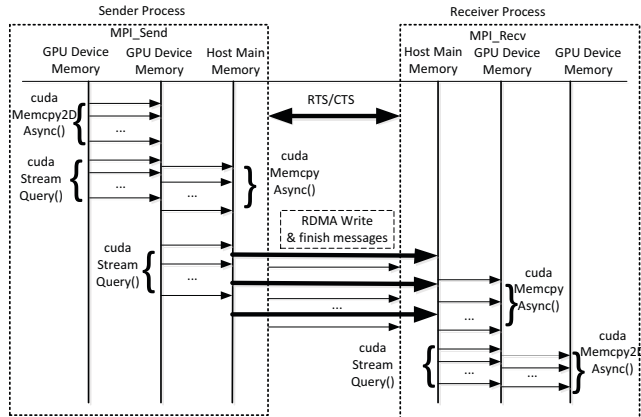 Sender Process
Receiver Process
MPI_Send
MPI_Recv
GPU Device
Memory
GPU Device
Memory
Host Main
Memory
Host Main
Memory
GPU Device
Memory
GPU Device
Memory
RTS/CTS
cuda
Memcpy2D
Async()
...
cuda
Stream
Query()
...
...
cuda
Memcpy
Async()
RDMA Write
& finish messages
cuda
Stream
Query()
...
...
...
cuda
Memcpy
Async()
cuda
Stream
Query()
...
...
cuda
Memcpy2D
Async()